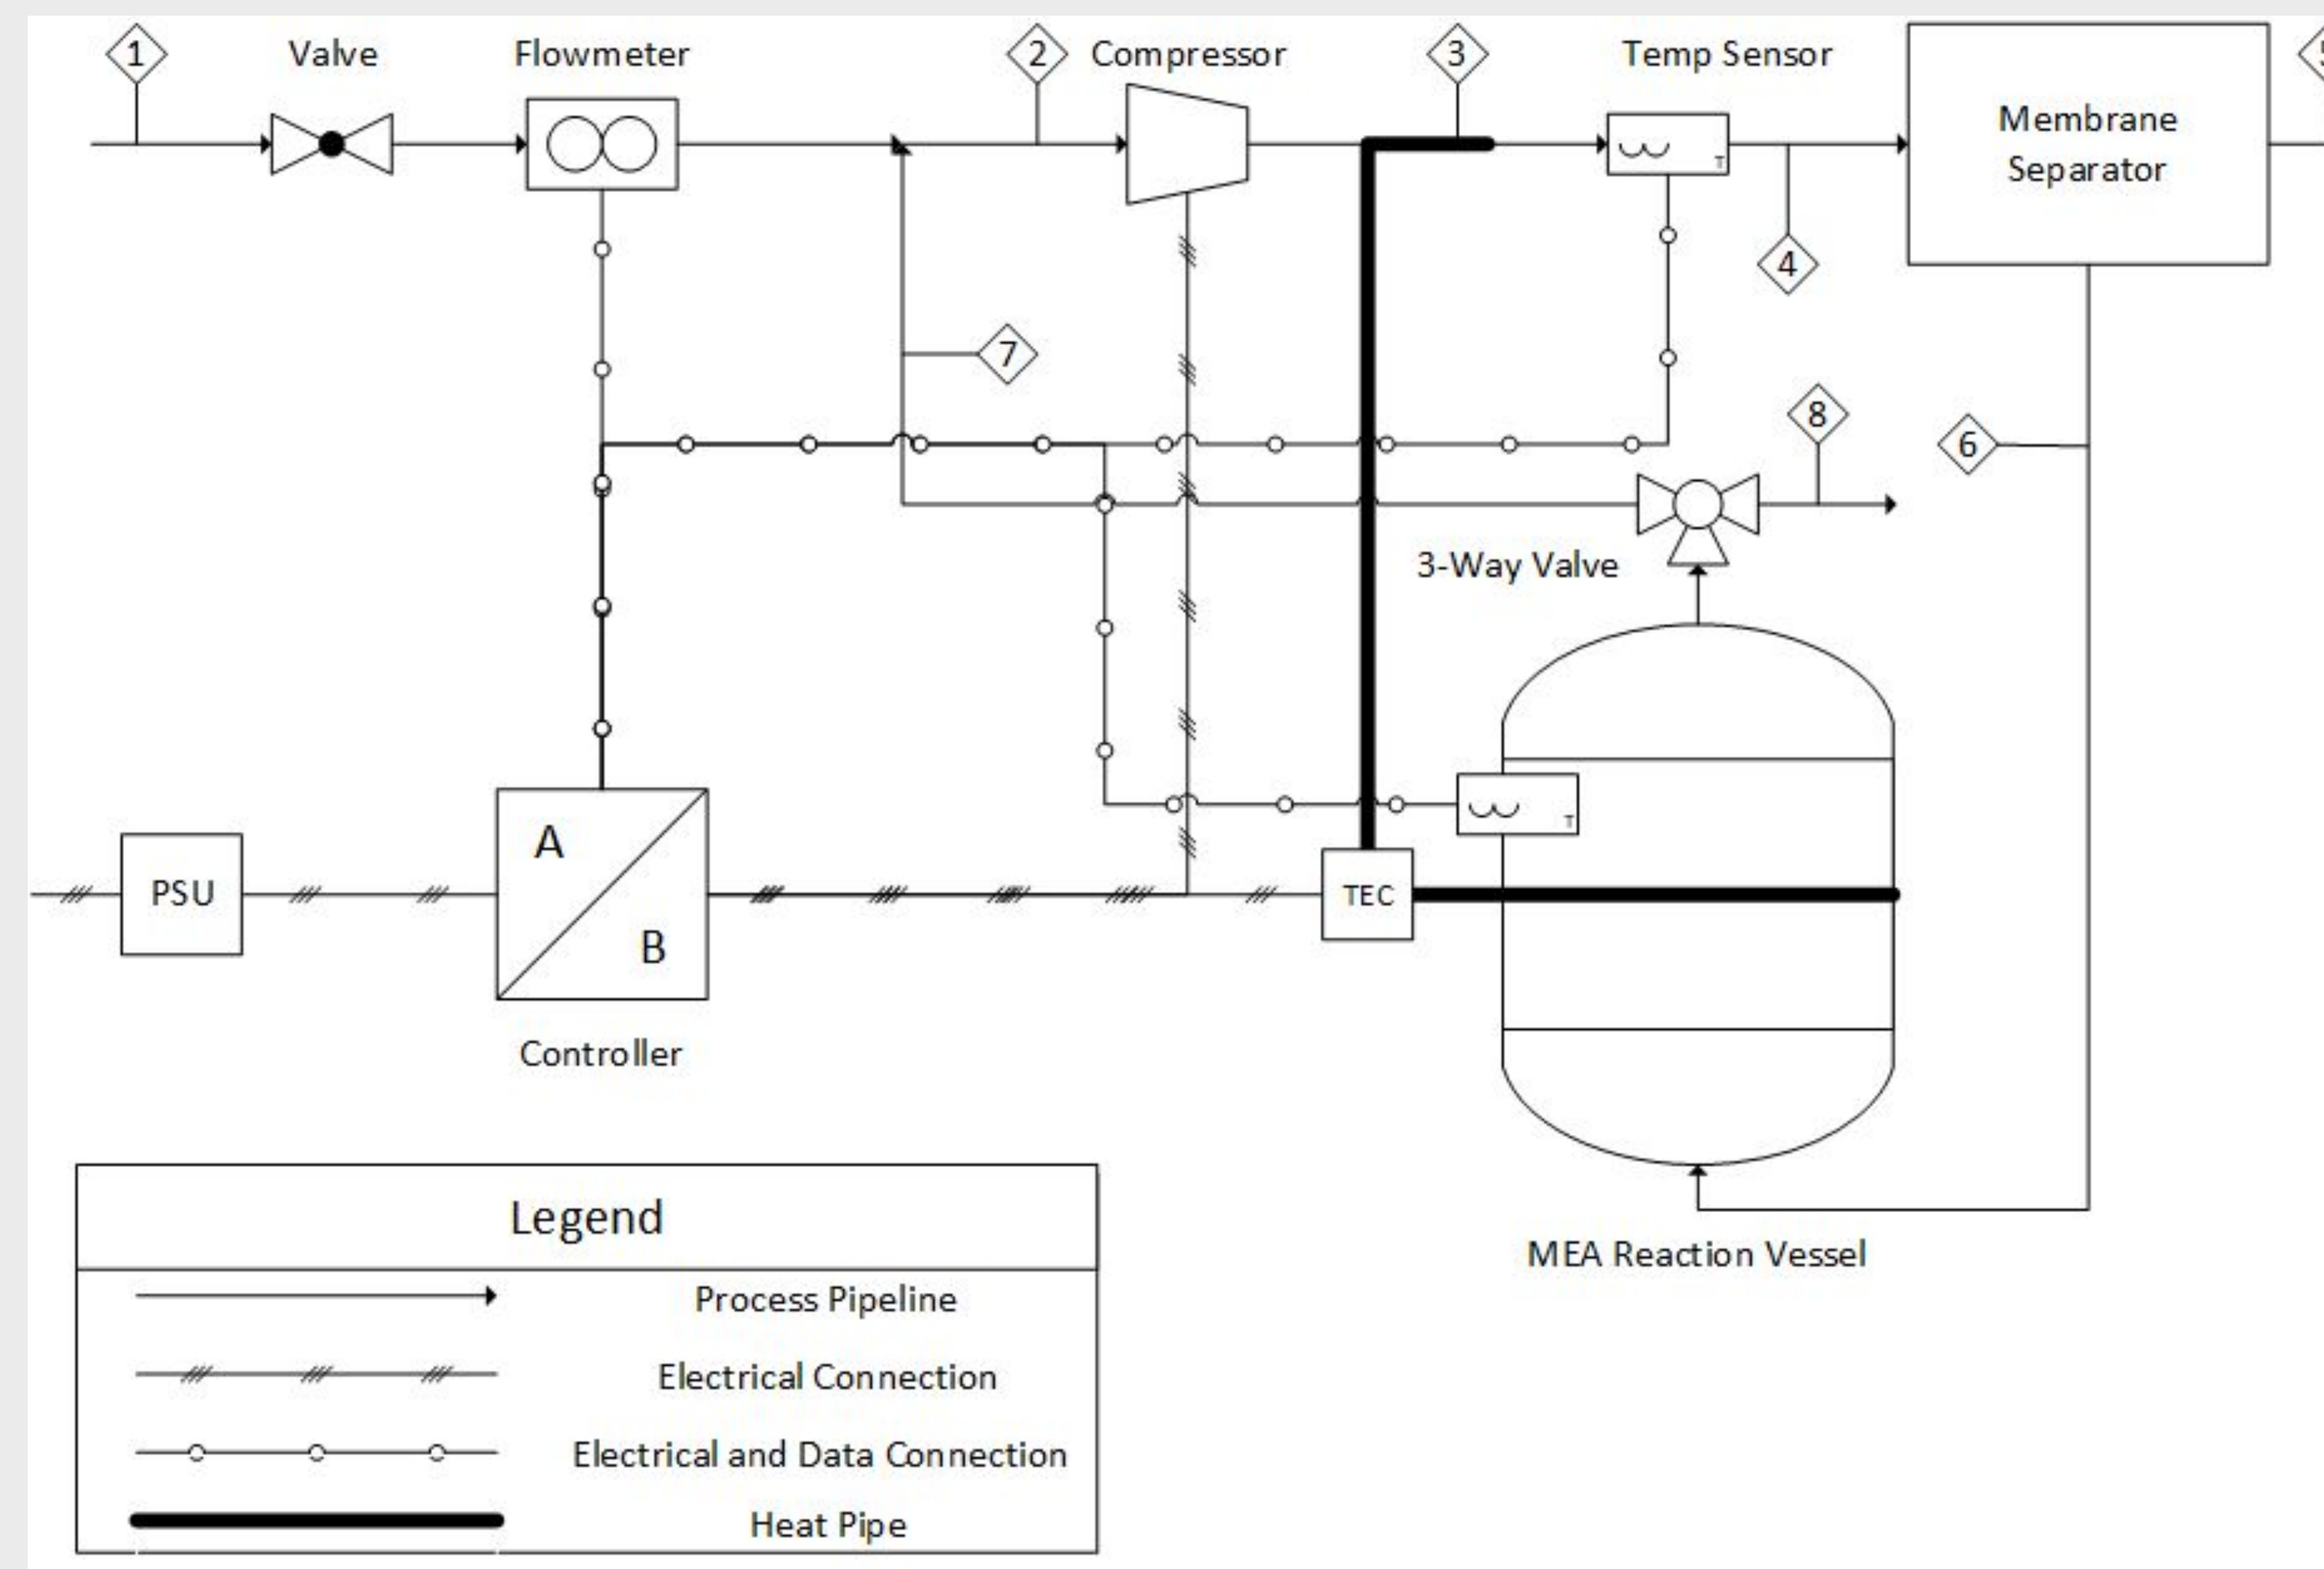 1
Valve
Flowmeter
2
Compressor
3
Temp Sensor
Membrane
Separator
T
4
7
8
6
3-Way Valve
T
A
B
PSU
TEC
Controller
MEA Reaction Vessel
Legend
Process Pipeline
Electrical Connection
Electrical and Data Connection
Heat Pipe